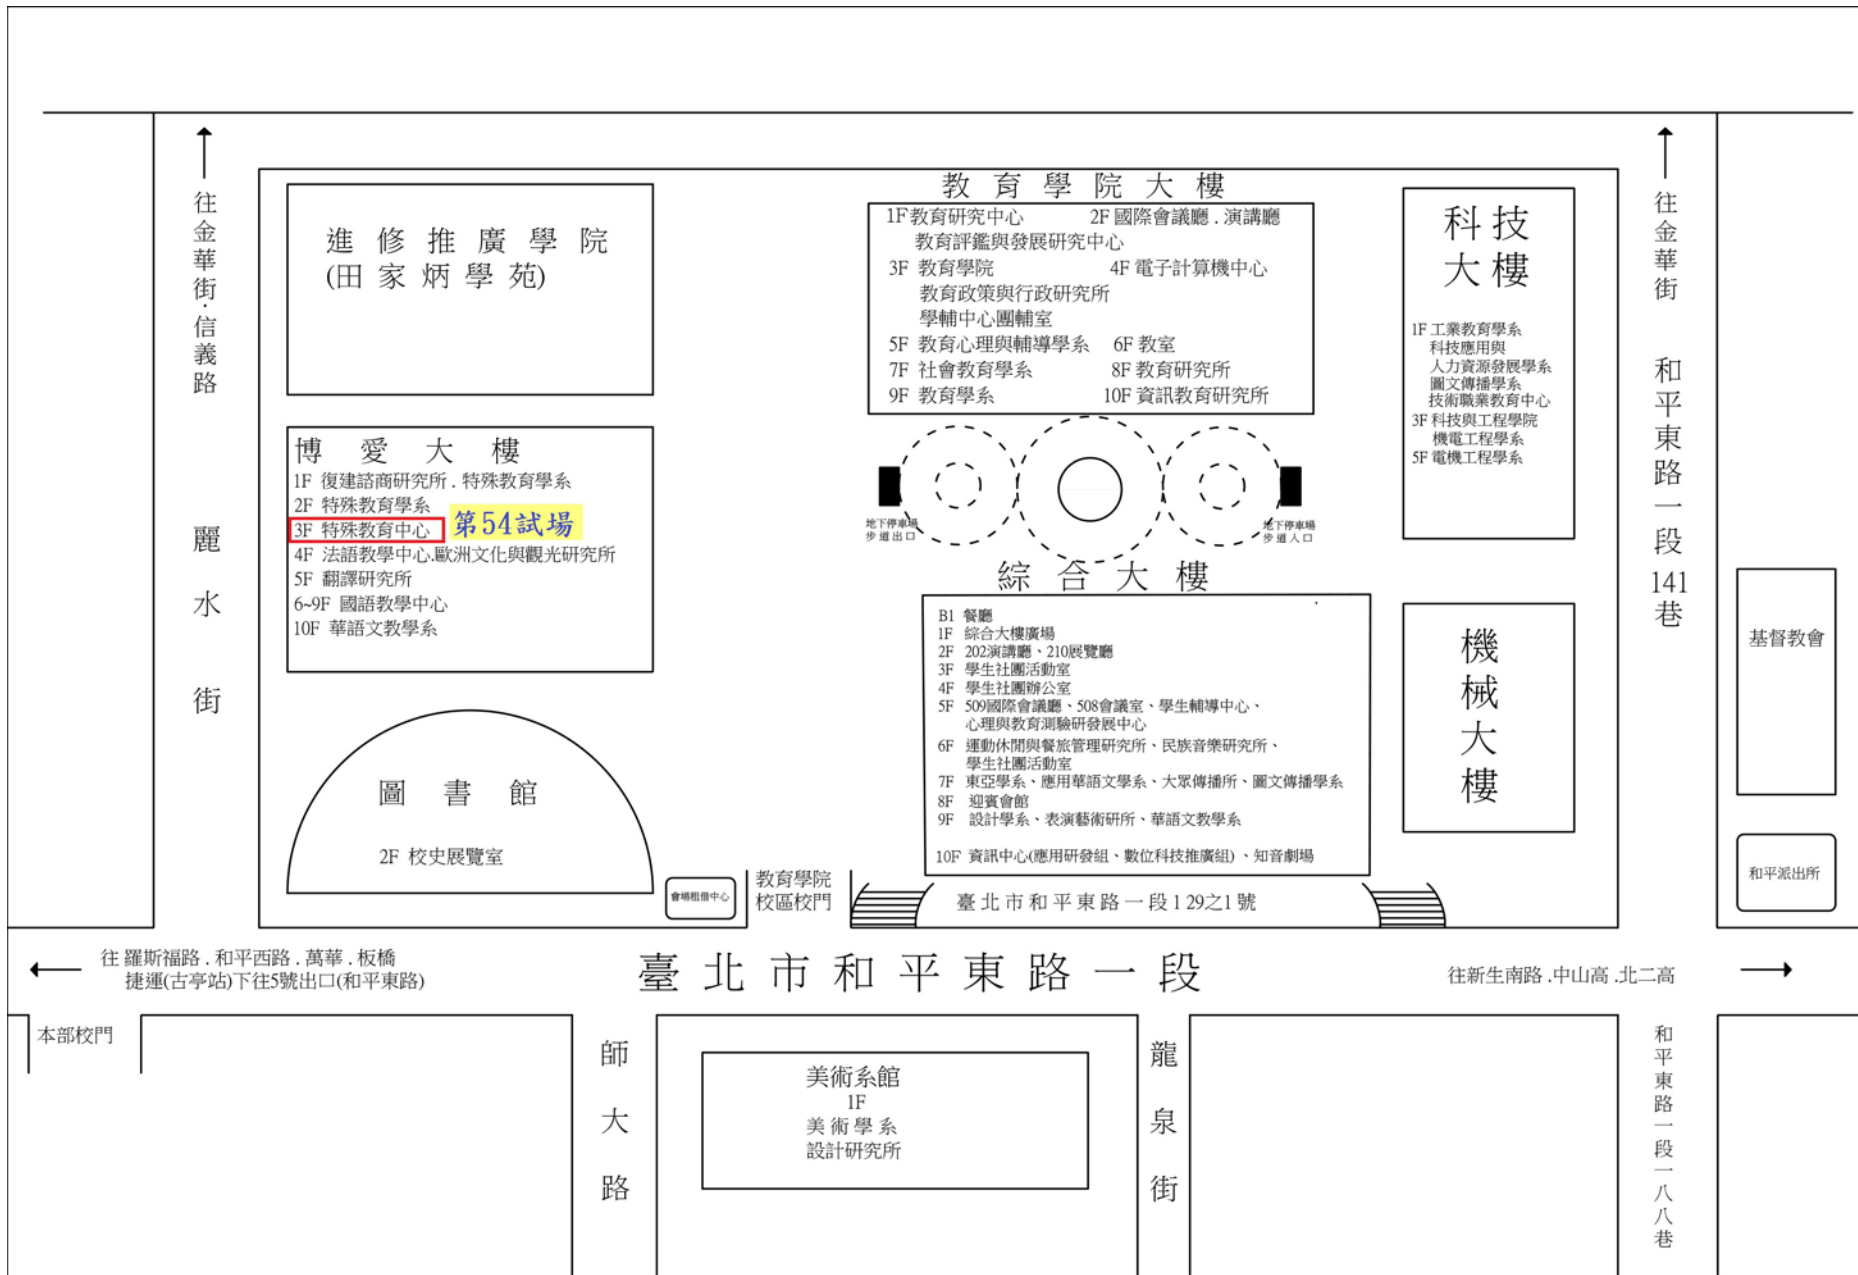 往金華街.信義路
麗水街
進修推廣學院
(田家炳學苑)
博愛大樓
1F 復建諮商研究所.特殊教育學系
2F 特殊教育學系
3F 特殊教育中心
第54試場
4F 法語教學中心.歐洲文化與觀光研究所
5F 翻譯研究所
6~9F 國語教學中心
10F 華語文教學系
圖書館
2F 校史展覽室
會場租借中心
教育學院
校區校門
教育學院大樓
1F教育研究中心 2F 國際會議廳.演講廳
教育評鑑與發展研究中心
3F 教育學院 4F 電子計算機中心
教育政策與行政研究所
學輔中心團輔室
5F 教育心理與輔導學系 6F 教室
7F 社會教育學系 8F 教育研究所
9F 教育學系 10F 資訊教育研究所
地下停車場
步道出口
地下停車場
步道入口
綜合大樓
B1 餐廳
1F 綜合大樓廣場
2F 202演講廳、210展覽廳
3F 學生社團活動室
4F 學生社團辦公室
5F 509國際會議廳、508會議室、學生輔導中心、
心理與教育測驗研發展中心
6F 運動休閒與餐旅管理研究所、民族音樂研究所、
學生社團活動室
7F 東亞學系、應用華語文學系、大眾傳播所、圖文傳播學系
8F 迎賓會館
9F 設計學系、表演藝術研所、華語文教學系
10F 資訊中心(應用研發組、數位科技推廣組)、知音劇場
臺北市和平東路一段129之1號
科技
大樓
1F 工業教育學系
科技應用與
人力資源發展學系
圖文傳播學系
技術職業教育中心
3F 科技與工程學院
機電工程學系
5F 電機工程學系
機械大樓
往金華街
和平東路一段141巷
基督教會
和平派出所
往 羅斯福路.和平西路.萬華.板橋
捷運(古亭站)下往5號出口(和平東路)
臺北市和平東路一段
往新生南路.中山高.北二高
本部校門
師大路
美術系館
1F
美術學系
設計研究所
龍泉街
和平東路一段一八八巷